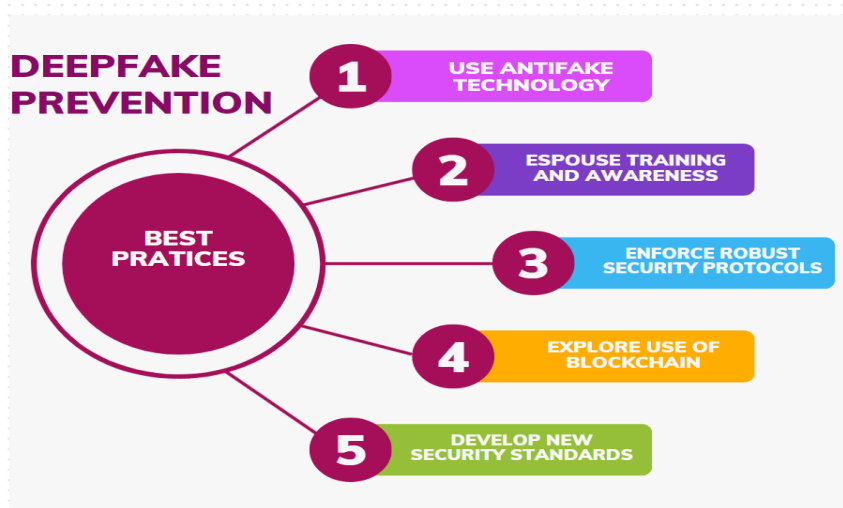 DEEPFAKE
PREVENTION
BEST
PRATICES
1
USE ANTIFAKE
TECHNOLOGY
2
ESPOUSE TRAINING
AND AWARENESS
3
ENFORCE ROBUST
SECURITY PROTOCOLS
4
EXPLORE USE OF
BLOCKCHAIN
5
DEVELOP NEW
SECURITY STANDARDS